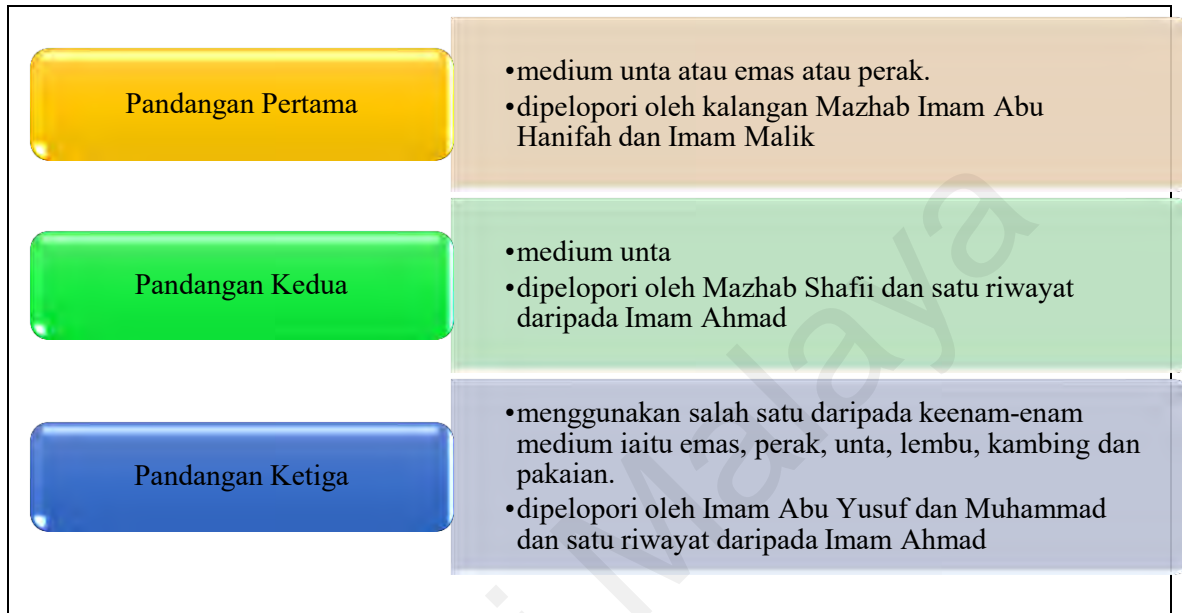 Pandangan Pertama
•medium unta atau emas atau perak.
•dipelopori oleh kalangan Mazhab Imam Abu
Hanifah dan Imam Malik
Pandangan Kedua
•medium unta
•dipelopori oleh Mazhab Shafii dan satu riwayat
daripada Imam Ahmad
Pandangan Ketiga
•menggunakan salah satu daripada keenam-enam
medium iaitu emas, perak, unta, lembu, kambing dan
pakaian.
•dipelopori oleh Imam Abu Yusuf dan Muhammad
dan satu riwayat daripada Imam Ahmad
i Malaya